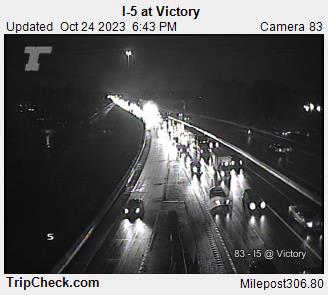 I-5 at Victory
Updated Oct 24 2023 6:43 PM Camera 83
T
S
83 - I5 @ Victory
TripCheck.com Milepost306.80